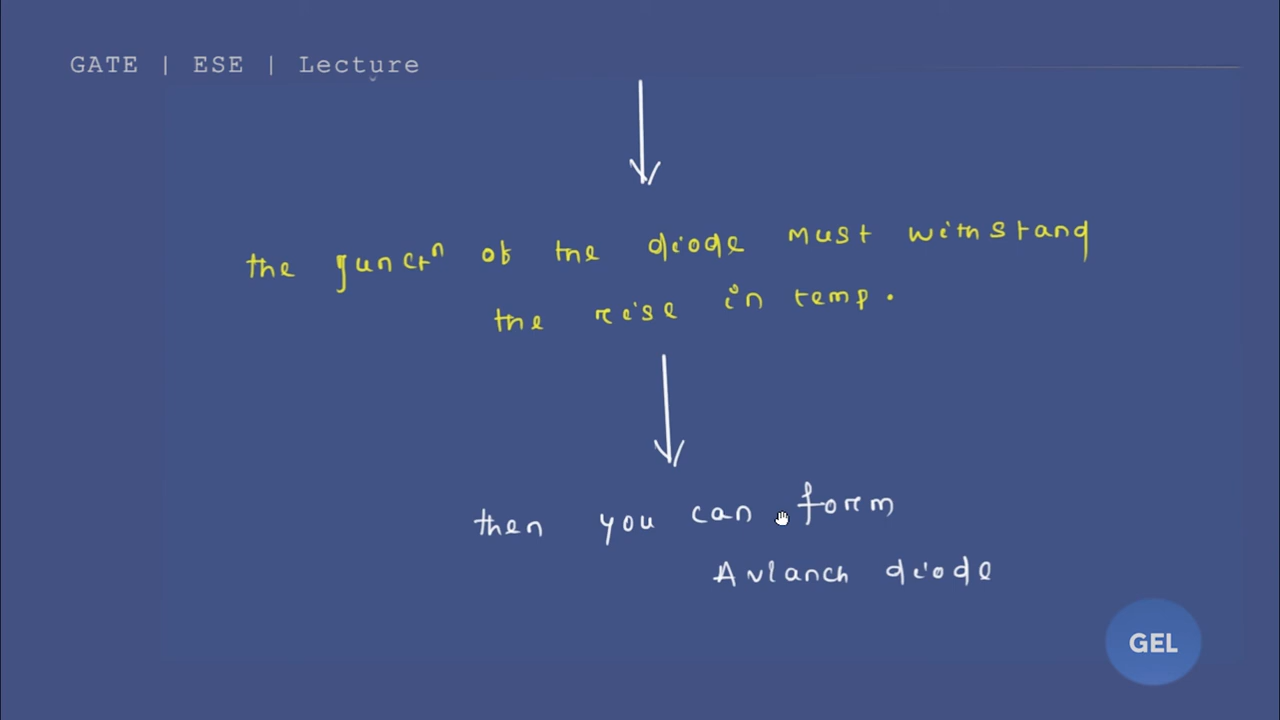 GATE | ESE | Lecture
the junctⁿ of the diode must withstand
the rise in temp.
then you can form
Avlanch diode
GEL